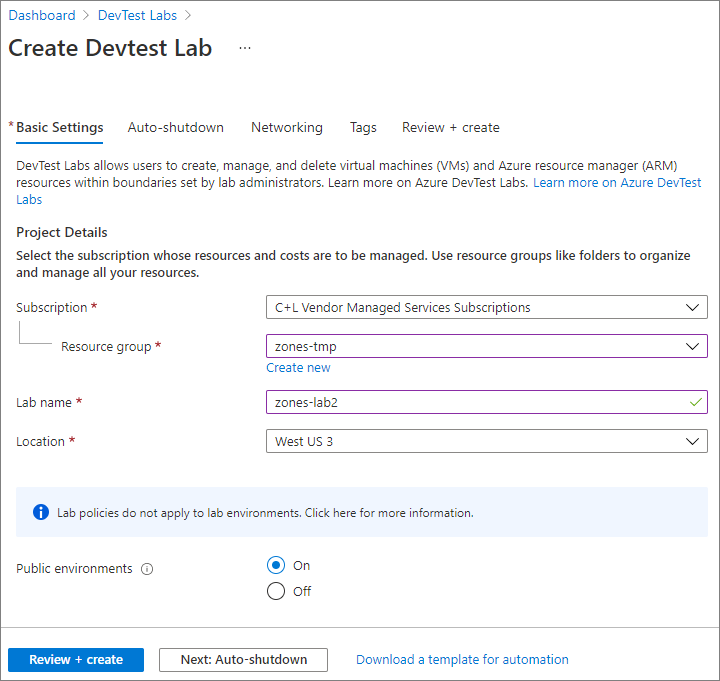 Dashboard > DevTest Labs >
Create Devtest Lab ...
* Basic Settings Auto-shutdown Networking Tags Review + create
DevTest Labs allows users to create, manage, and delete virtual machines (VMs) and Azure resource manager (ARM)
resources within boundaries set by lab administrators. Learn more on Azure DevTest Labs. Learn more on Azure DevTest
Labs
Project Details
Select the subscription whose resources and costs are to be managed. Use resource groups like folders to organize
and manage all your resources.
Subscription * C+L Vendor Managed Services Subscriptions
Resource group * zones-tmp
Create new
Lab name * zones-lab2
Location * West US 3
Lab policies do not apply to lab environments. Click here for more information.
Public environments On
Off
Review + create Next: Auto-shutdown Download a template for automation